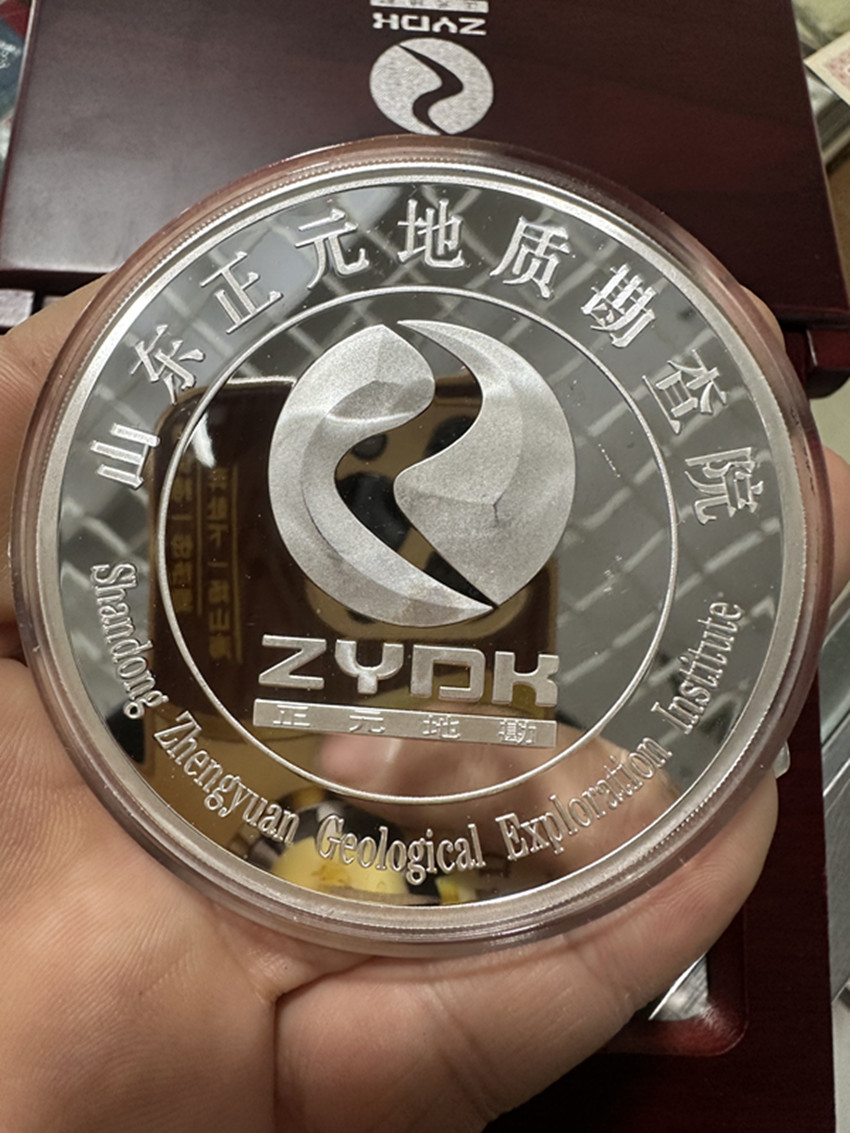 山东正元地质勘查院
ZYDK
正元地勘
Shandong Zhengyuan Geological Exploration Institute
ZYDK